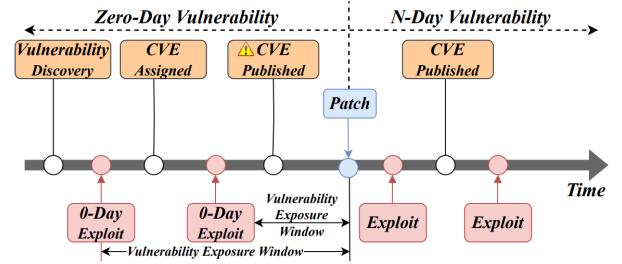 Zero-Day Vulnerability
N-Day Vulnerability
Vulnerability
Discovery
CVE
Assigned
CVE
Published
CVE
Published
Patch
Time
0-Day
Exploit
0-Day
Exploit
Vulnerability
Exposure
Window
Exploit
Exploit
Vulnerability Exposure Window